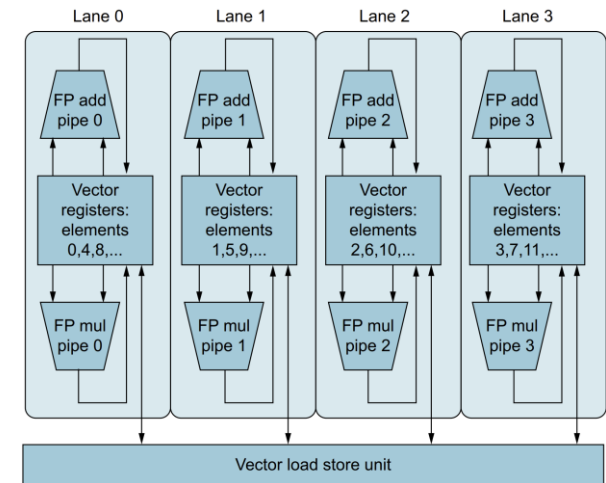 Lane 0
Lane 1
Lane 2
Lane 3
FP add
pipe 0
FP add
pipe 1
FP add
pipe 2
FP add
pipe 3
Vector
registers:
elements
0,4,8,...
Vector
registers:
elements
1,5,9,...
Vector
registers:
elements
2,6,10,...
Vector
registers:
elements
3,7,11,...
FP mul
pipe 0
FP mul
pipe 1
FP mul
pipe 2
FP mul
pipe 3
Vector load store unit